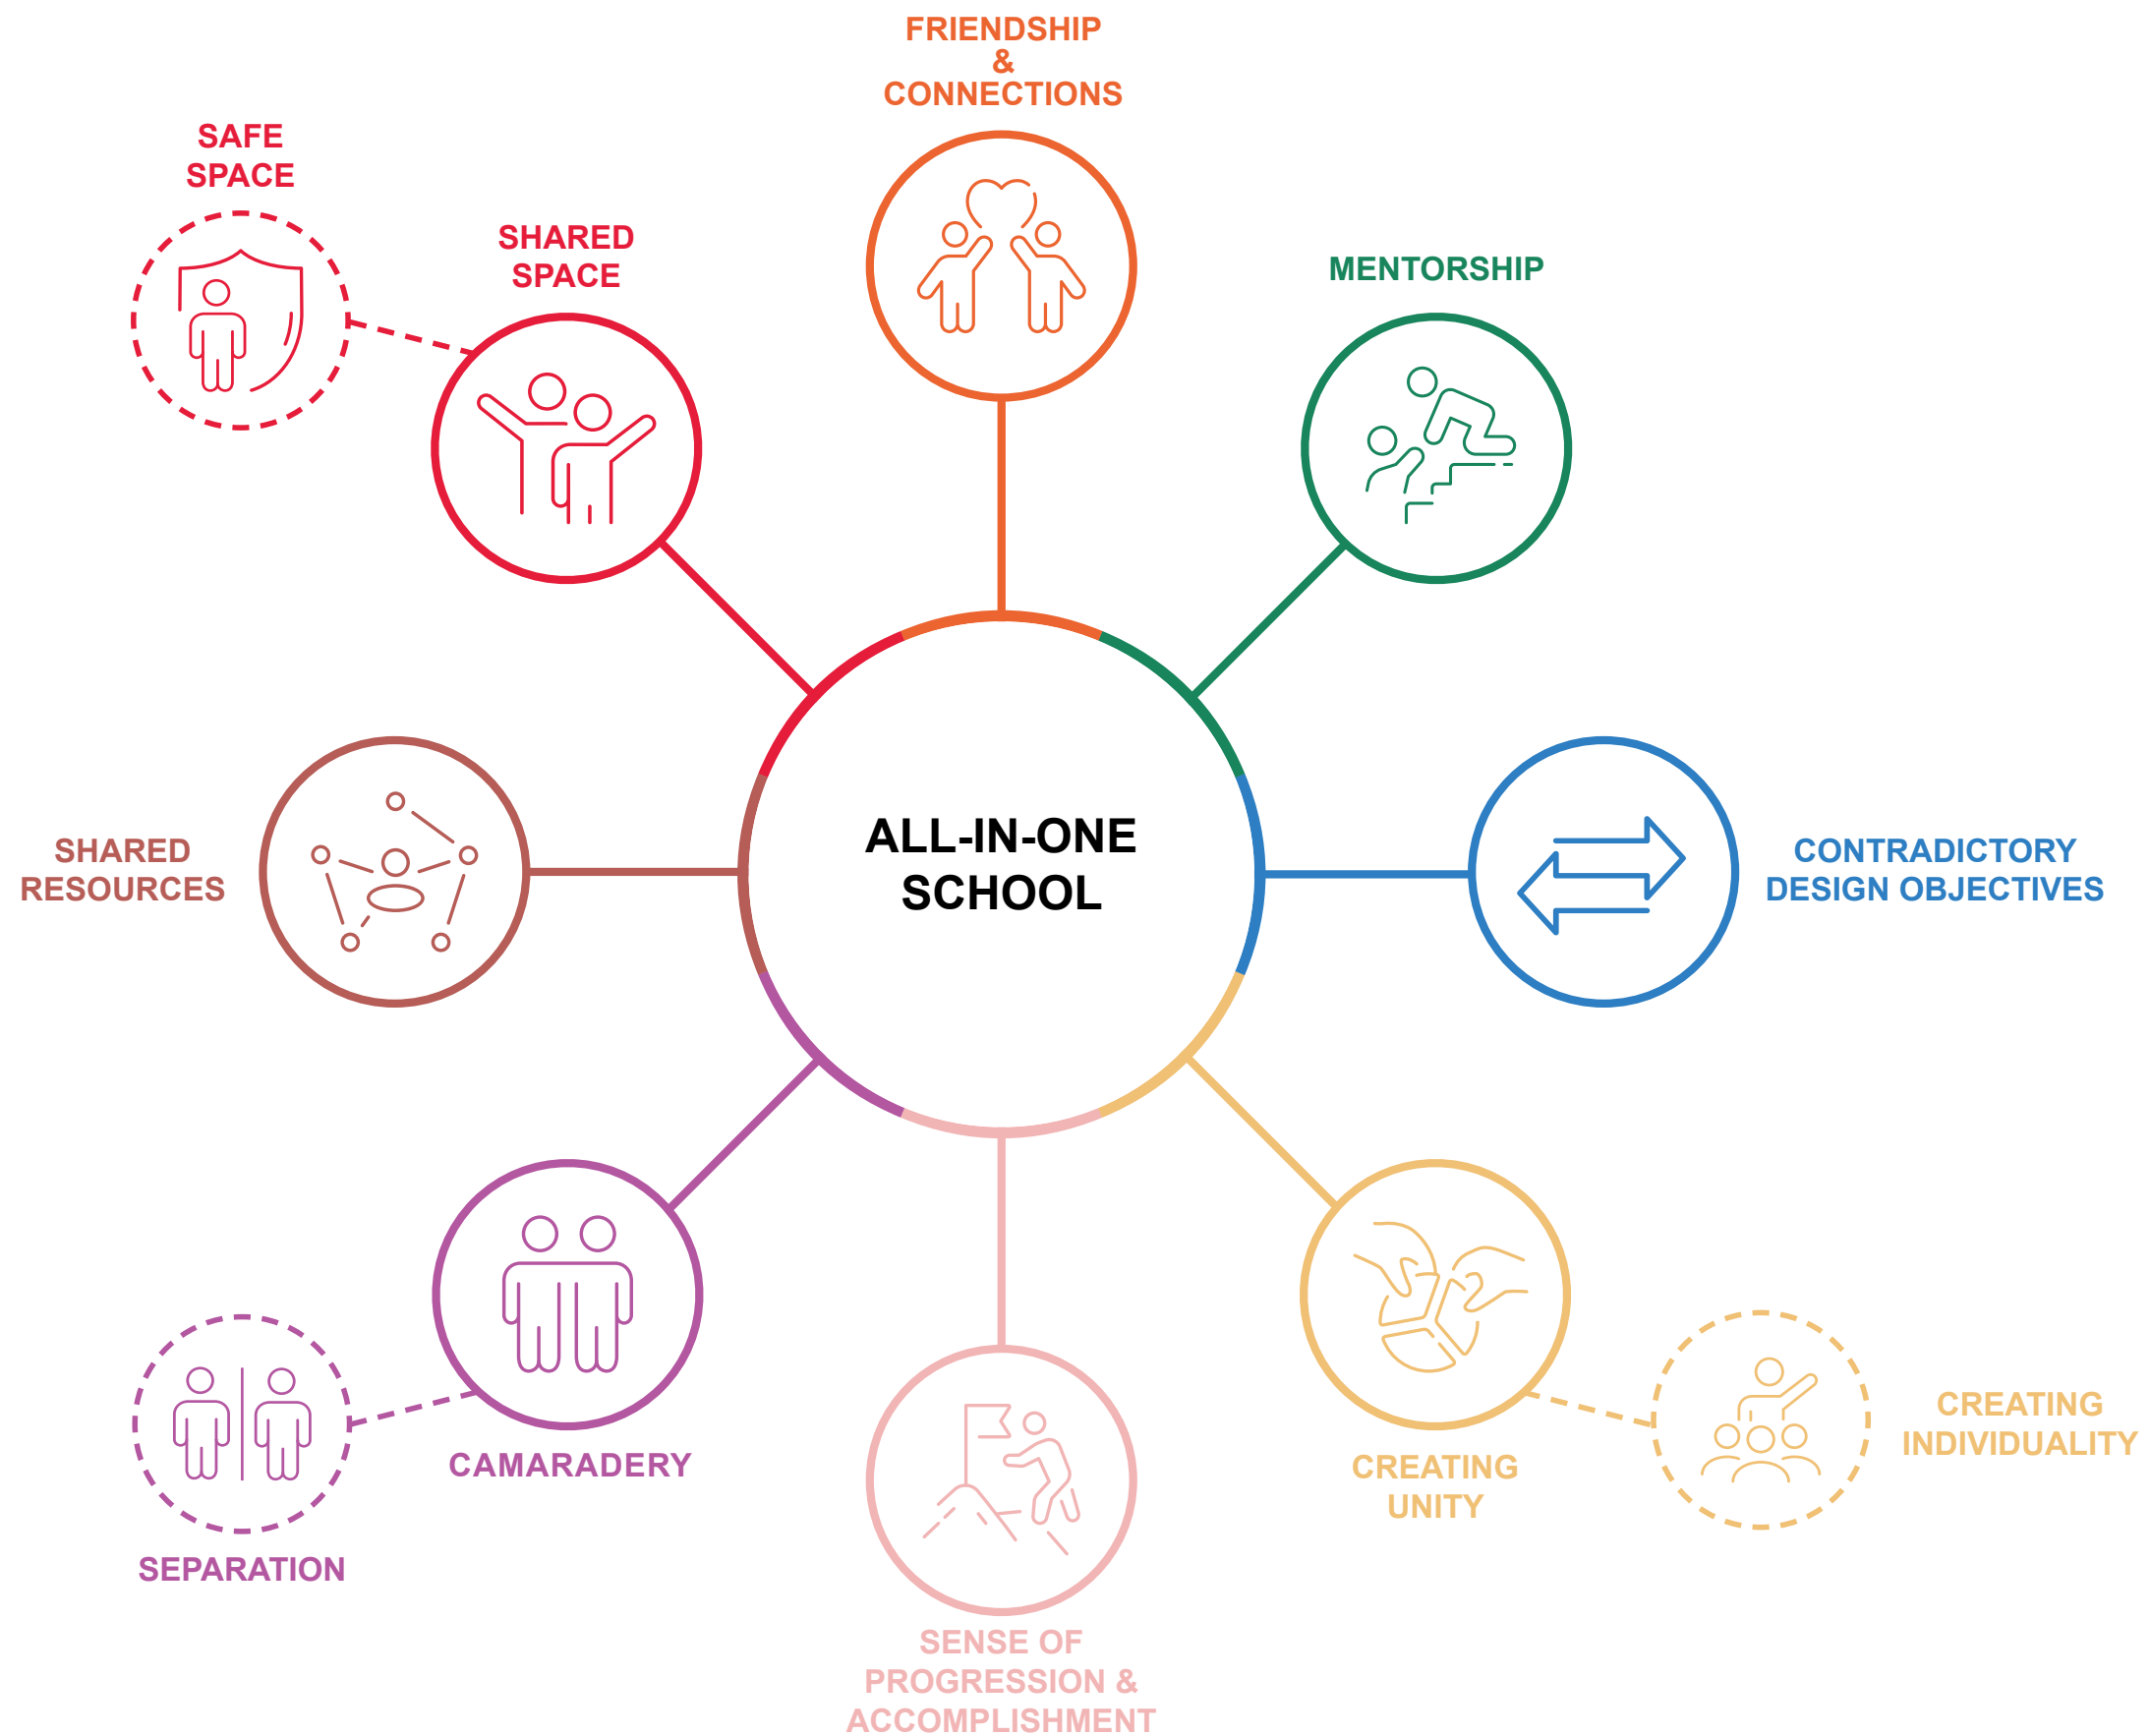 FRIENDSHIP
&
CONNECTIONS
SAFE
SPACE
SHARED
SPACE
MENTORSHIP
ALL-IN-ONE
SCHOOL
SHARED
RESOURCES
CONTRADICTORY
DESIGN OBJECTIVES
CAMARADERY
SEPARATION
CREATING
UNITY
CREATING
INDIVIDUALITY
SENSE OF
PROGRESSION &
ACCOMPLISHMENT